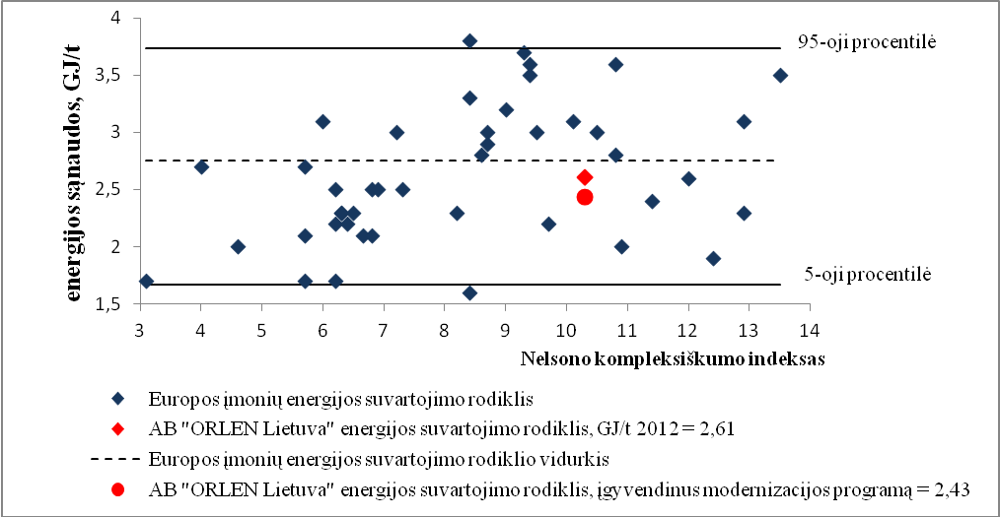 energijos sąnaudos, GJ/t
4
3,5
3
2,5
2
1,5
95-oji procentilė
5-oji procentilė
3 4 5 6 7 8 9 10 11 12 13 14
Nelsono kompleksiškumo indeksas
Europos įmonių energijos suvartojimo rodiklis
AB "ORLEN Lietuva" energijos suvartojimo rodiklis, GJ/t 2012 = 2,61
Europos įmonių energijos suvartojimo rodiklio vidurkis
AB "ORLEN Lietuva" energijos suvartojimo rodiklis, įgyvendinus modernizacijos programą = 2,43